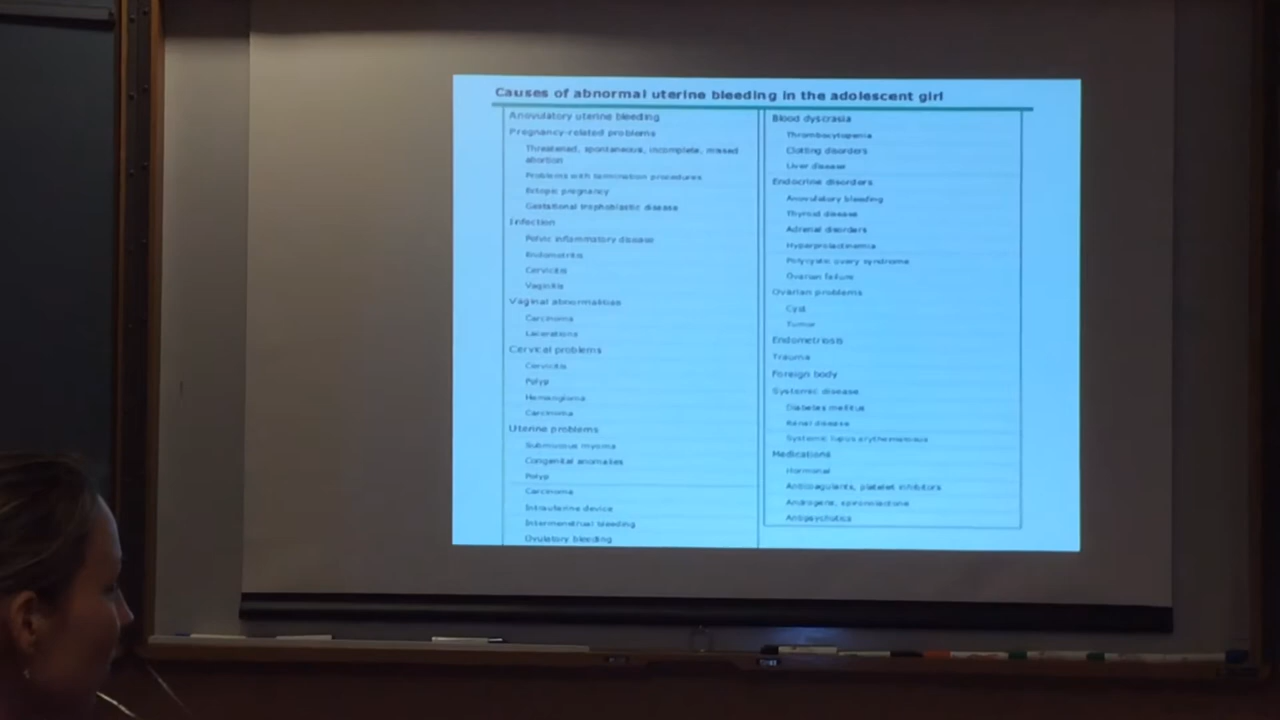 Causes of abnormal uterine bleeding in the adolescent girl
Anovulatory uterine bleeding
Pregnancy-related problems
Threatened, spontaneous, incomplete, missed
abortion
Problems with termination procedures
Ectopic pregnancy
Gestational trophoblastic disease
Infection
Pelvic inflammatory disease
Endometritis
Cervicitis
Vaginitis
Vaginal abnormalities
Carcinoma
Lacerations
Cervical problems
Cervicitis
Polyp
Hemangioma
Carcinoma
Uterine problems
Submucous myoma
Congenital anomalies
Polyp
Carcinoma
Intrauterine device
Intermenstrual bleeding
Ovulatory bleeding
Blood dyscrasia
Thrombocytopenia
Clotting disorders
Liver disease
Endocrine disorders
Anovulatory bleeding
Thyroid disease
Adrenal disorders
Hyperprolactinemia
Polycystic ovary syndrome
Ovarian failure
Ovarian problems
Cyst
Tumor
Endometriosis
Trauma
Foreign body
Systemic disease
Diabetes mellitus
Renal disease
Systemic lupus erythematosus
Medications
Hormonal
Anticoagulants, platelet inhibitors
Androgens, spironolactone
Antipsychotics